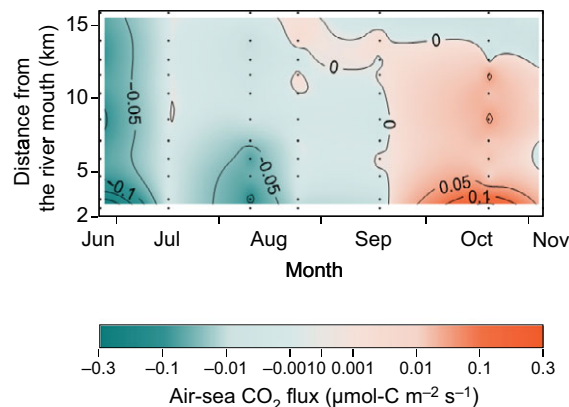 15
10
5
2
Distance from
the river mouth (km)
–0.05
–0.1
–0.05
0
0
0
0.05
0.1
Jun Jul Aug Sep Oct Nov
Month
–0.3 –0.1 –0.01 –0.0010 0.001 0.01 0.1 0.3
Air-sea CO₂ flux (μmol-C m⁻² s⁻¹)